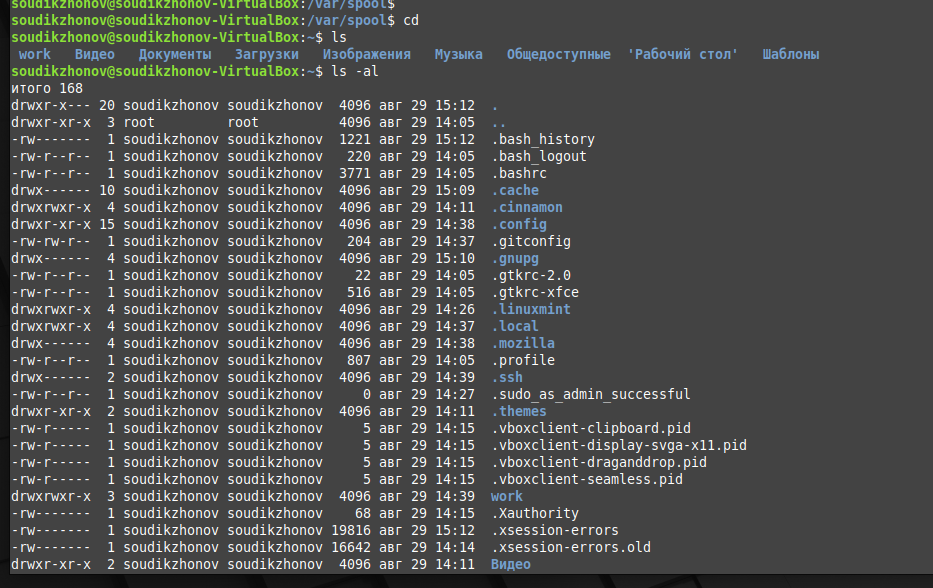 soudikzhonov@soudikzhonov-VirtualBox:/var/spool$
soudikzhonov@soudikzhonov-VirtualBox:/var/spool$ cd
soudikzhonov@soudikzhonov-VirtualBox:~$ ls
work Видео Документы Загрузки Изображения Музыка Общедоступные 'Рабочий стол' Шаблоны
soudikzhonov@soudikzhonov-VirtualBox:~$ ls -al
итого 168
drwxr-x--- 20 soudikzhonov soudikzhonov 4096 авг 29 15:12 .
drwxr-xr-x 3 root root 4096 авг 29 14:05 ..
-rw------- 1 soudikzhonov soudikzhonov 1221 авг 29 15:12 .bash_history
-rw-r--r-- 1 soudikzhonov soudikzhonov 220 авг 29 14:05 .bash_logout
-rw-r--r-- 1 soudikzhonov soudikzhonov 3771 авг 29 14:05 .bashrc
drwx------ 10 soudikzhonov soudikzhonov 4096 авг 29 15:09 .cache
drwxrwxr-x 4 soudikzhonov soudikzhonov 4096 авг 29 14:11 .cinnamon
drwxr-xr-x 15 soudikzhonov soudikzhonov 4096 авг 29 14:38 .config
-rw-rw-r-- 1 soudikzhonov soudikzhonov 204 авг 29 14:37 .gitconfig
drwx------ 4 soudikzhonov soudikzhonov 4096 авг 29 15:10 .gnupg
-rw-r--r-- 1 soudikzhonov soudikzhonov 22 авг 29 14:05 .gtkrc-2.0
-rw-r--r-- 1 soudikzhonov soudikzhonov 516 авг 29 14:05 .gtkrc-xfce
drwxrwxr-x 4 soudikzhonov soudikzhonov 4096 авг 29 14:26 .linuxmint
drwxrwxr-x 4 soudikzhonov soudikzhonov 4096 авг 29 14:37 .local
drwx------ 4 soudikzhonov soudikzhonov 4096 авг 29 14:38 .mozilla
-rw-r--r-- 1 soudikzhonov soudikzhonov 807 авг 29 14:05 .profile
drwx------ 2 soudikzhonov soudikzhonov 4096 авг 29 14:39 .ssh
-rw-r--r-- 1 soudikzhonov soudikzhonov 0 авг 29 14:27 .sudo_as_admin_successful
drwxr-xr-x 2 soudikzhonov soudikzhonov 4096 авг 29 14:11 .themes
-rw-r----- 1 soudikzhonov soudikzhonov 5 авг 29 14:15 .vboxclient-clipboard.pid
-rw-r----- 1 soudikzhonov soudikzhonov 5 авг 29 14:15 .vboxclient-display-svga-x11.pid
-rw-r----- 1 soudikzhonov soudikzhonov 5 авг 29 14:15 .vboxclient-draganddrop.pid
-rw-r----- 1 soudikzhonov soudikzhonov 5 авг 29 14:15 .vboxclient-seamless.pid
drwxrwxr-x 3 soudikzhonov soudikzhonov 4096 авг 29 14:39 work
-rw------- 1 soudikzhonov soudikzhonov 68 авг 29 14:15 .Xauthority
-rw------- 1 soudikzhonov soudikzhonov 19816 авг 29 15:12 .xsession-errors
-rw------- 1 soudikzhonov soudikzhonov 16642 авг 29 14:14 .xsession-errors.old
drwxr-xr-x 2 soudikzhonov soudikzhonov 4096 авг 29 14:11 Видео